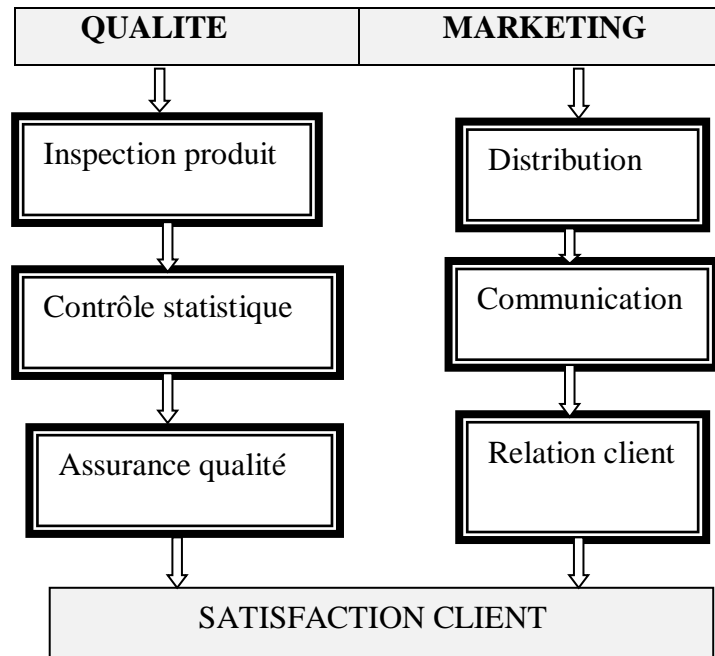 QUALITE
MARKETING
Inspection produit
Distribution
Contrôle statistique
Communication
Assurance qualité
Relation client
SATISFACTION CLIENT